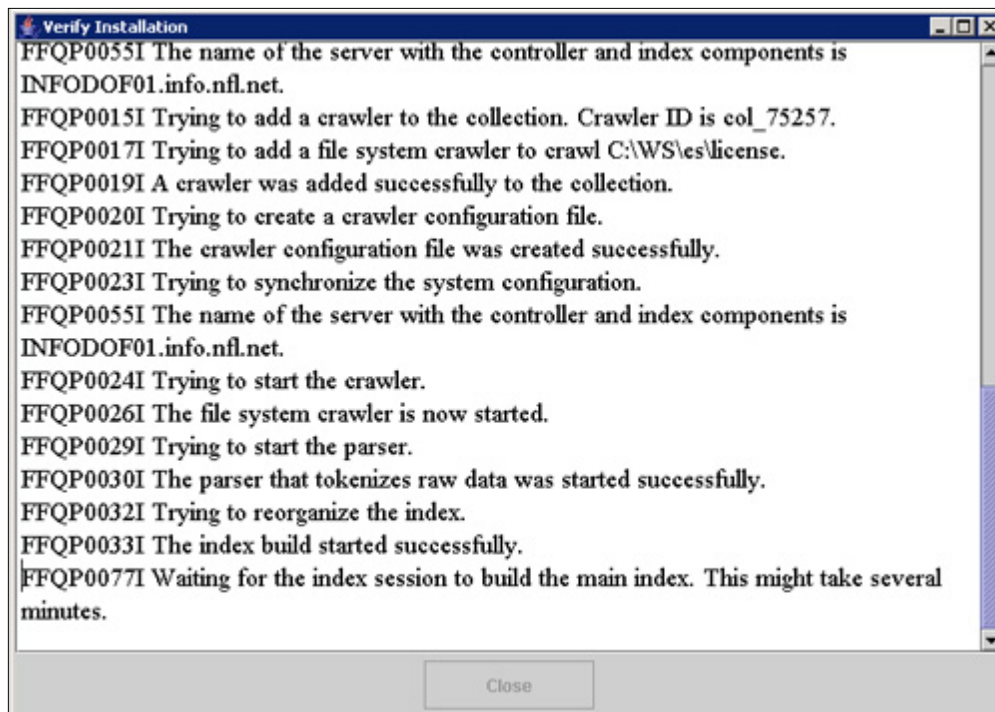 Verify Installation
FFQP0055I The name of the server with the controller and index components is
INFODOF01.info.nfl.net.
FFQP0015I Trying to add a crawler to the collection. Crawler ID is col_75257.
FFQP0017I Trying to add a file system crawler to crawl C:\WS\es\license.
FFQP0019I A crawler was added successfully to the collection.
FFQP0020I Trying to create a crawler configuration file.
FFQP0021I The crawler configuration file was created successfully.
FFQP0023I Trying to synchronize the system configuration.
FFQP0055I The name of the server with the controller and index components is
INFODOF01.info.nfl.net.
FFQP0024I Trying to start the crawler.
FFQP0026I The file system crawler is now started.
FFQP0029I Trying to start the parser.
FFQP0030I The parser that tokenizes raw data was started successfully.
FFQP0032I Trying to reorganize the index.
FFQP0033I The index build started successfully.
FFQP0077I Waiting for the index session to build the main index. This might take several
minutes.
Close